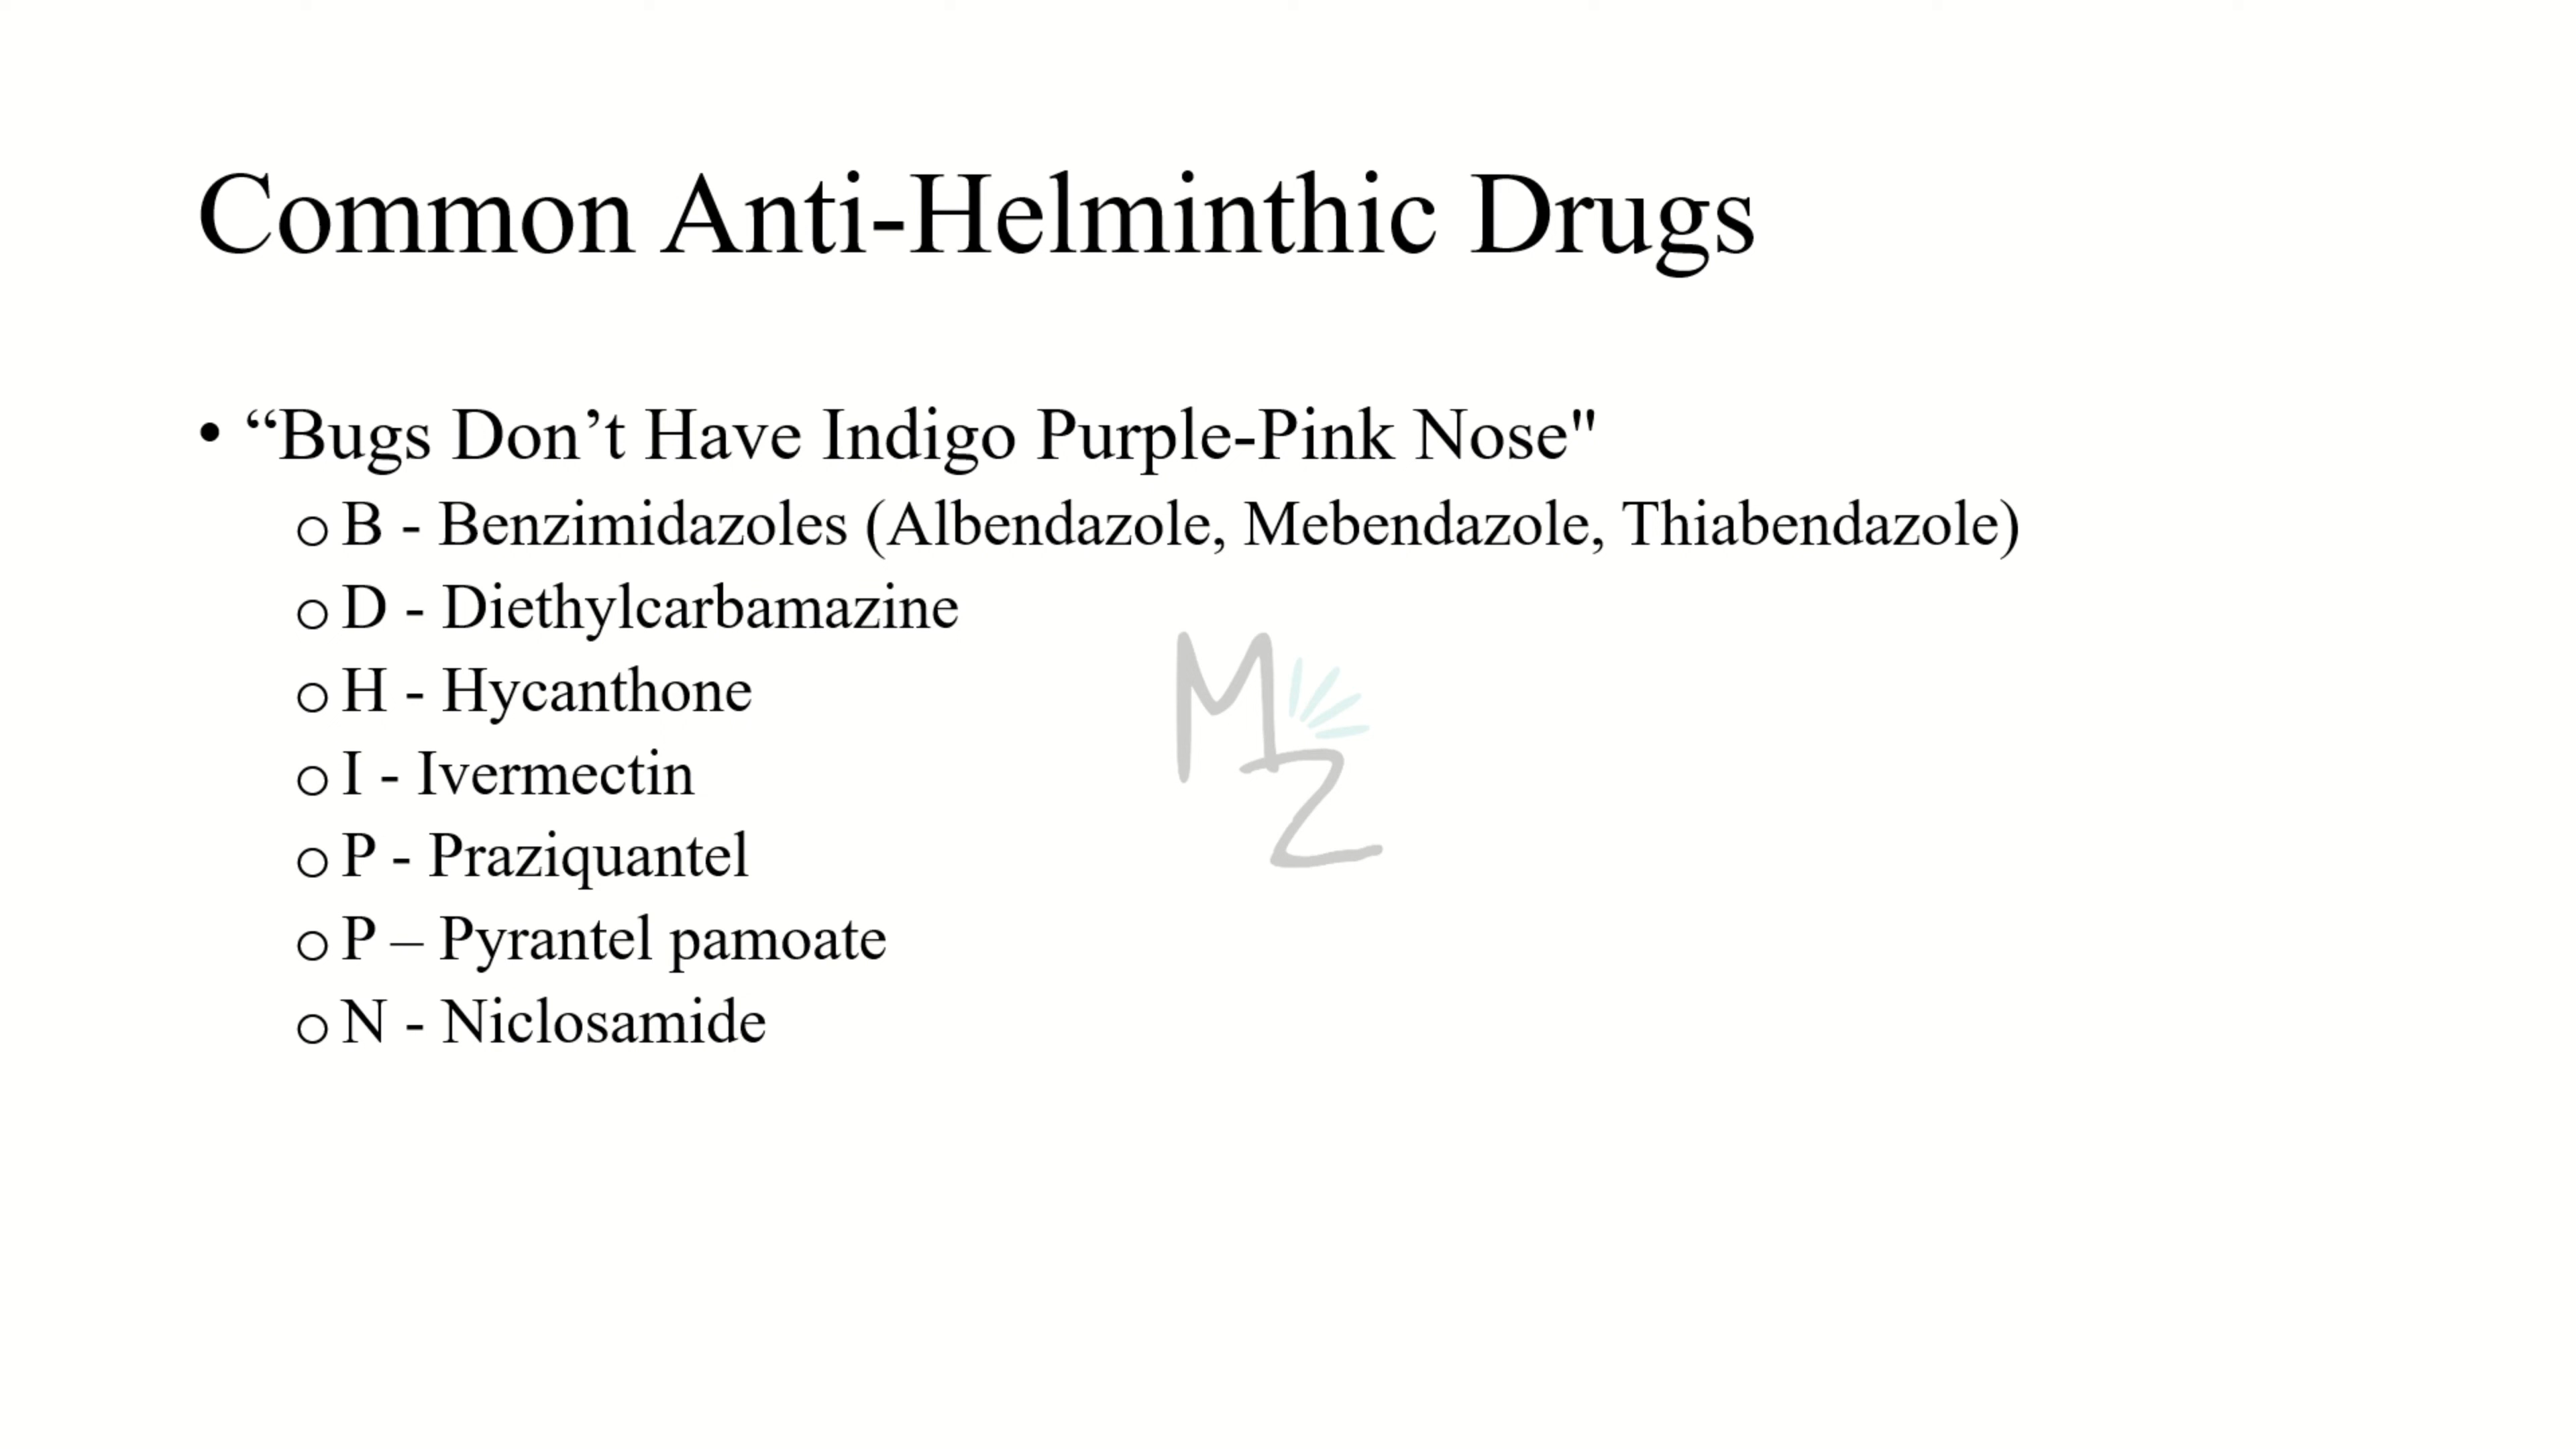 Common Anti-Helminthic Drugs
• “Bugs Don’t Have Indigo Purple-Pink Nose"
o B - Benzimidazoles (Albendazole, Mebendazole, Thiabendazole)
o D - Diethylcarbamazine
o H - Hycanthone
o I - Ivermectin
o P - Praziquantel
o P – Pyrantel pamoate
o N - Niclosamide
MZ